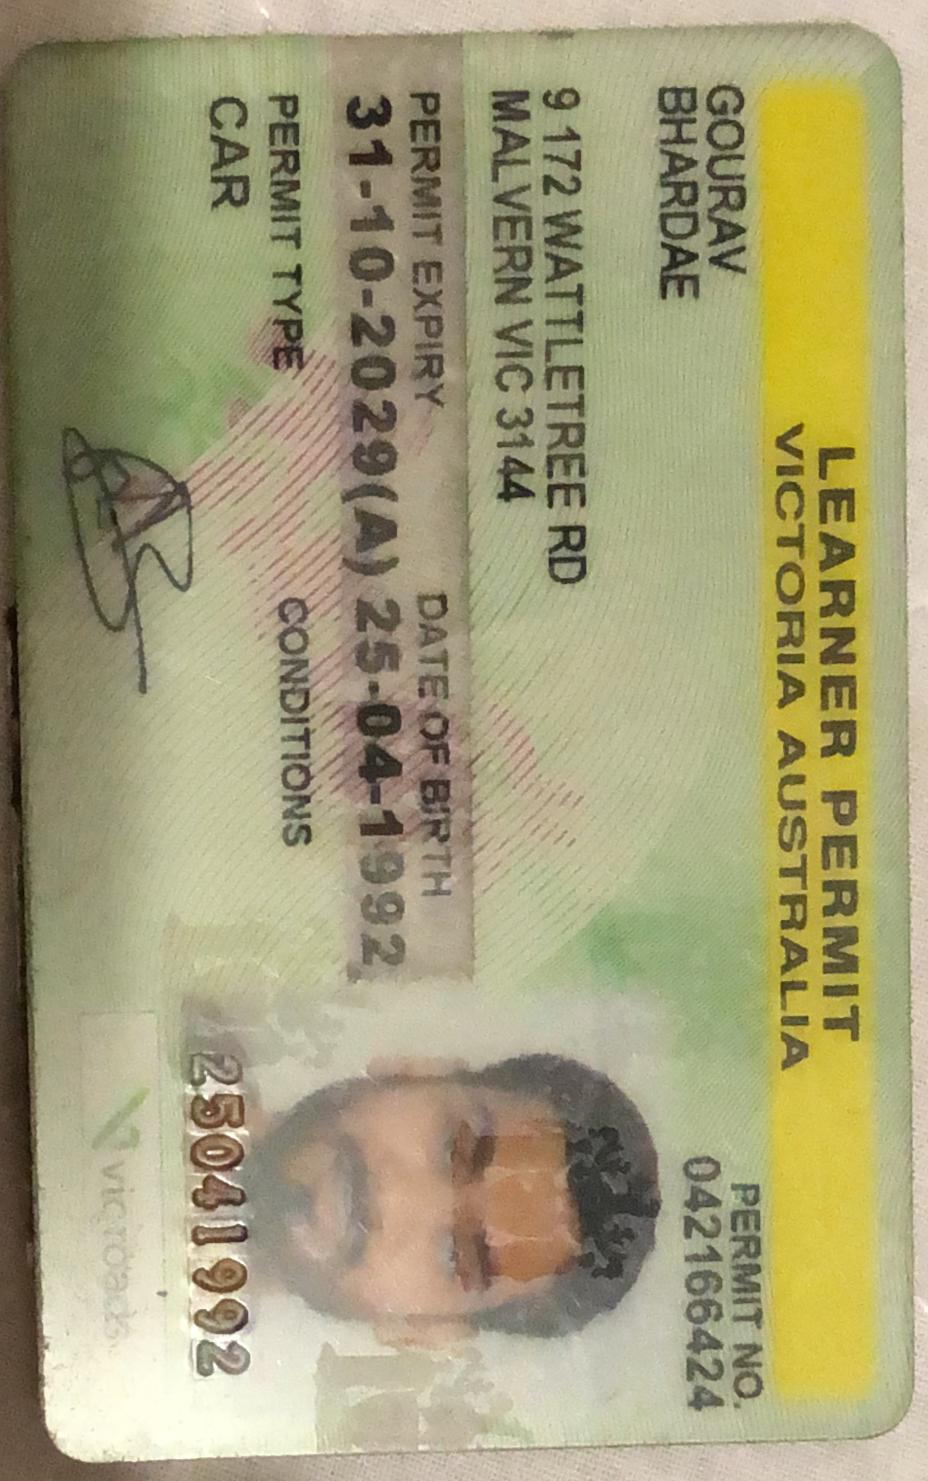 LEARNER PERMIT
VICTORIA AUSTRALIA
GOURAV
BHARDAE
PERMIT NO.
042166424
9 172 WATTLETREE RD
MALVERN VIC 3144
PERMIT EXPIRY
DATE OF BIRTH
31-10-2029(A)
25-04-1992
PERMIT TYPE
CONDITIONS
CAR
25041992
vicroads